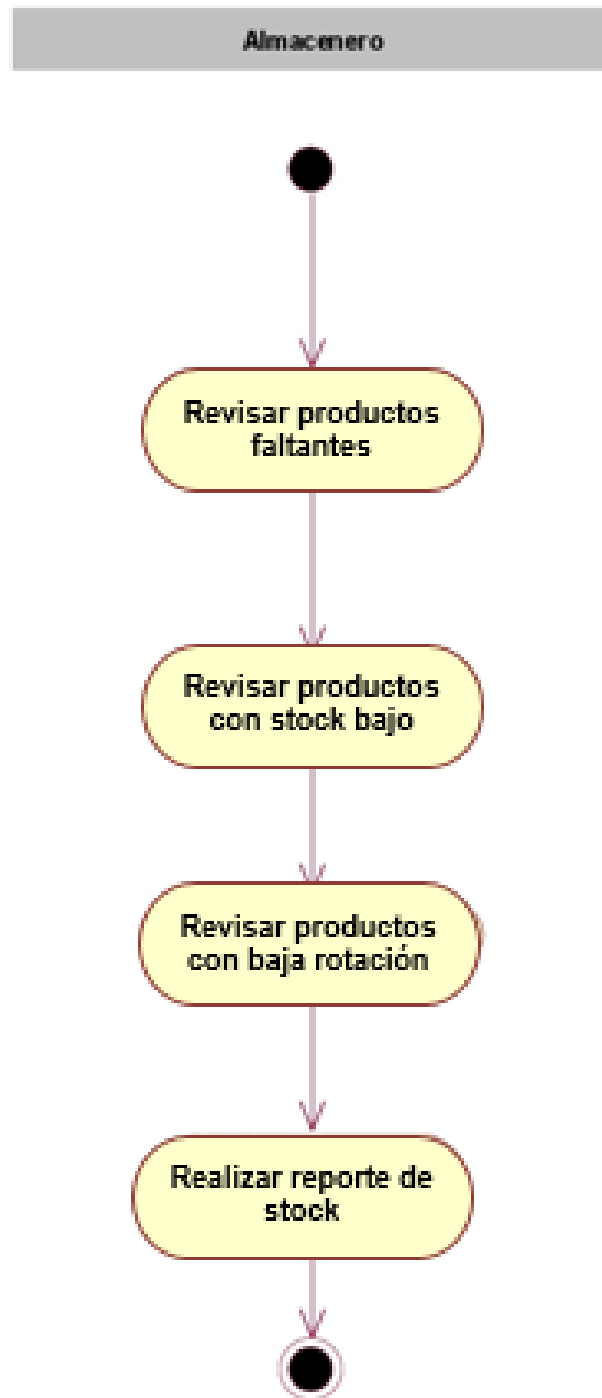 Almacenero
Revisar productos
faltantes
Revisar productos
con stock bajo
Revisar productos
con baja rotación
Realizar reporte de
stock